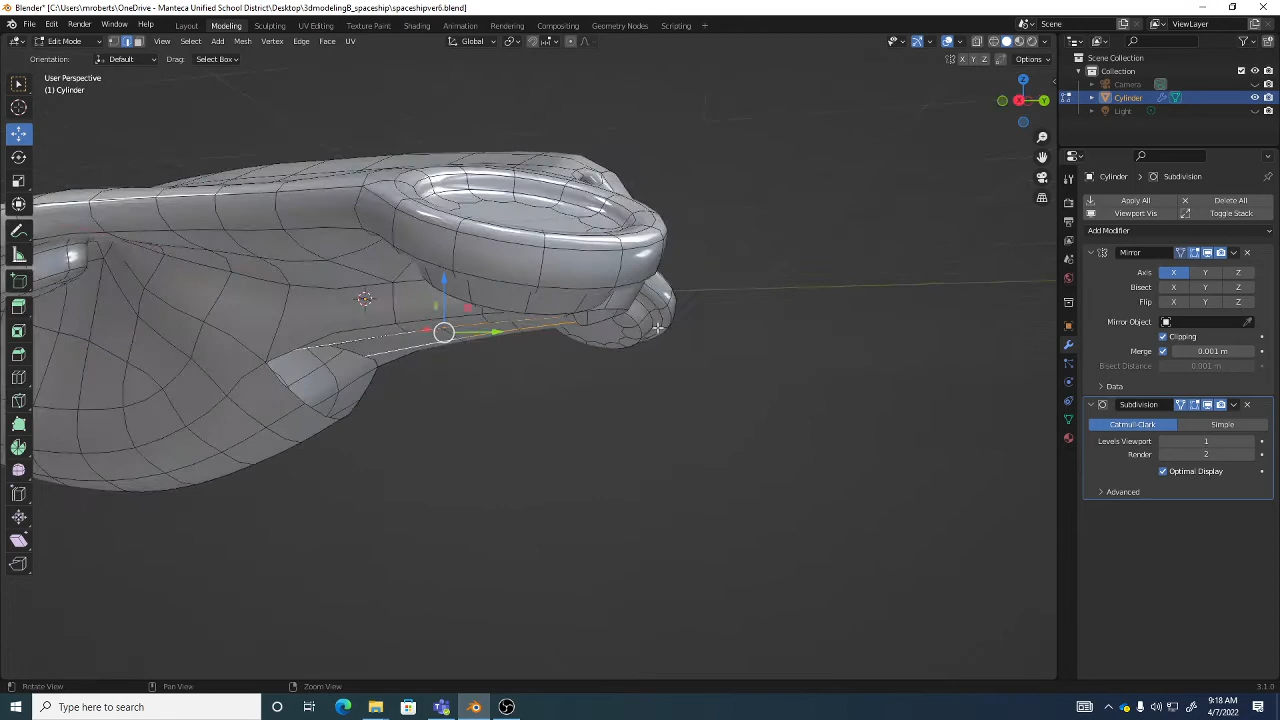 Blender* [C:\Users\mroberts\OneDrive - Manteca Unified School District\Desktop\3dmodelingB_spaceship\spaceshipver6.blend]
File Edit Render Window Help Layout Modeling Sculpting UV Editing Texture Paint Shading Animation Rendering Compositing Geometry Nodes Scripting + Scene ViewLayer
Edit Mode View Select Add Mesh Vertex Edge Face UV Global
Orientation: Default Drag: Select Box X Y Z Options
User Perspective
(1) Cylinder
Scene Collection
Collection
Camera
Cylinder
Light
Z
X
Y
Cylinder Subdivision
Apply All Delete All
Viewport Vis Toggle Stack
Add Modifier
Mirror
Axis X Y Z
Bisect X Y Z
Flip X Y Z
Mirror Object
Clipping
Merge 0.001 m
Bisect Distance 0.001 m
Data
Subdivision
Catmull-Clark Simple
Levels Viewport 1
Render 2
Optimal Display
Advanced
Rotate View Pan View Zoom View 3.1.0
Type here to search
9:18 AM
4/7/2022